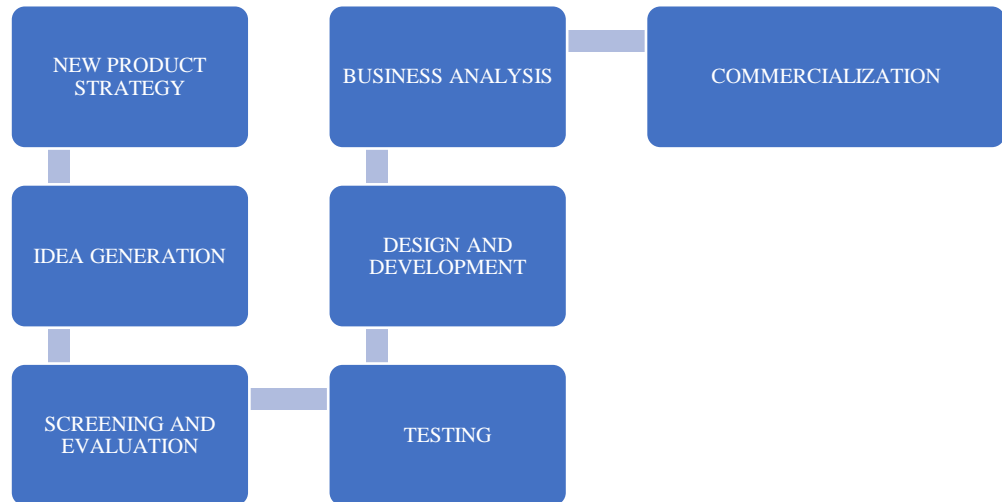 NEW PRODUCT
STRATEGY
IDEA GENERATION
SCREENING AND
EVALUATION
TESTING
DESIGN AND
DEVELOPMENT
BUSINESS ANALYSIS
COMMERCIALIZATION